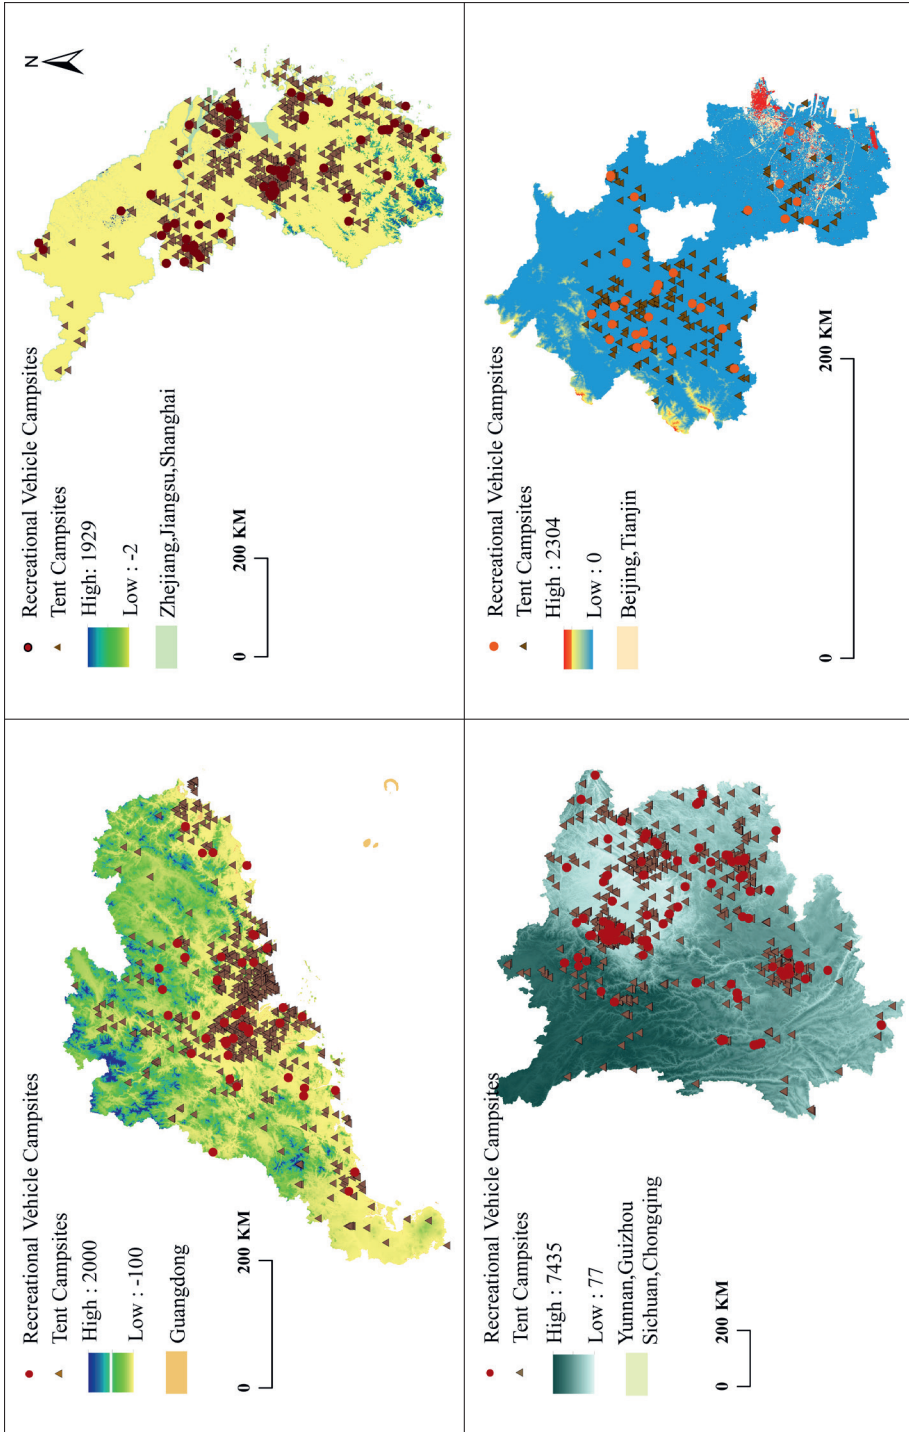 Recreational Vehicle Campsites
Tent Campsites
High : 2000
Low : -100
Guangdong
0
200 KM
N
Recreational Vehicle Campsites
Tent Campsites
High: 1929
Low : -2
Zhejiang,Jiangsu,Shanghai
0
200 KM
Recreational Vehicle Campsites
Tent Campsites
High : 7435
Low : 77
Yunnan,Guizhou
Sichuan,Chongqing
0
200 KM
Recreational Vehicle Campsites
Tent Campsites
High : 2304
Low : 0
Beijing,Tianjin
0
200 KM